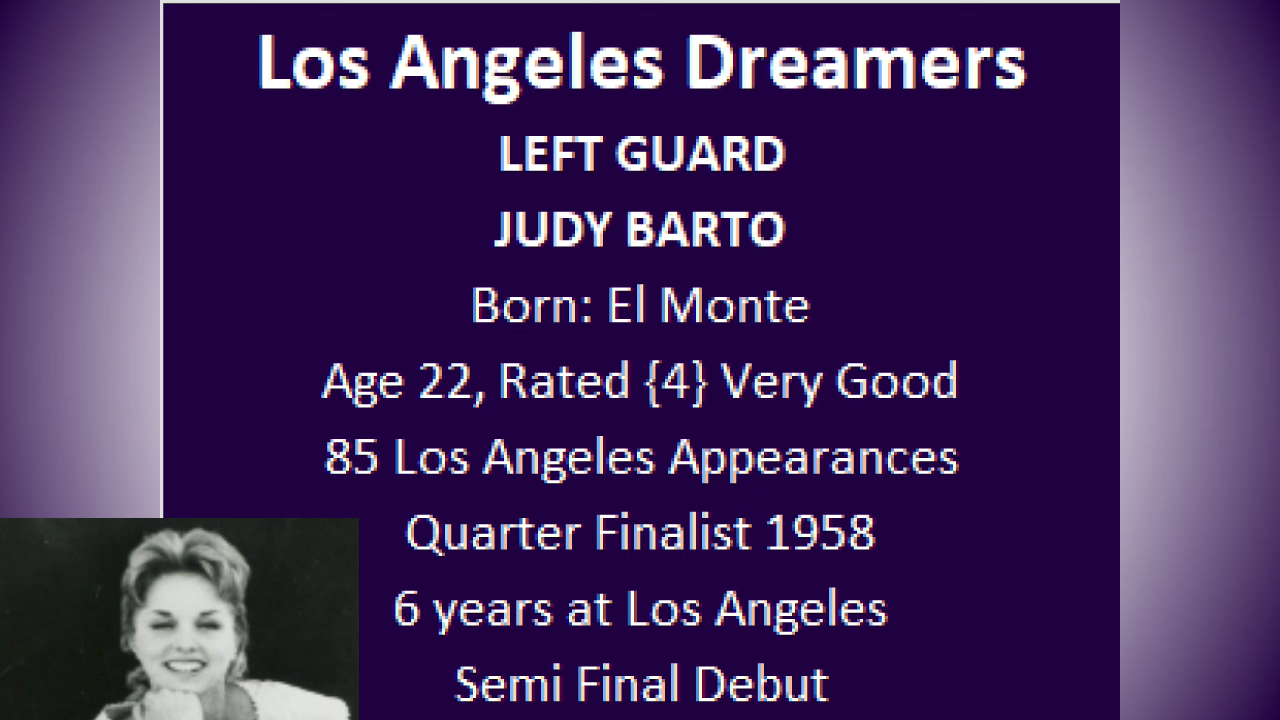 Los Angeles Dreamers
LEFT GUARD
JUDY BARTO
Born: El Monte
Age 22, Rated {4} Very Good
85 Los Angeles Appearances
Quarter Finalist 1958
6 years at Los Angeles
Semi Final Debut